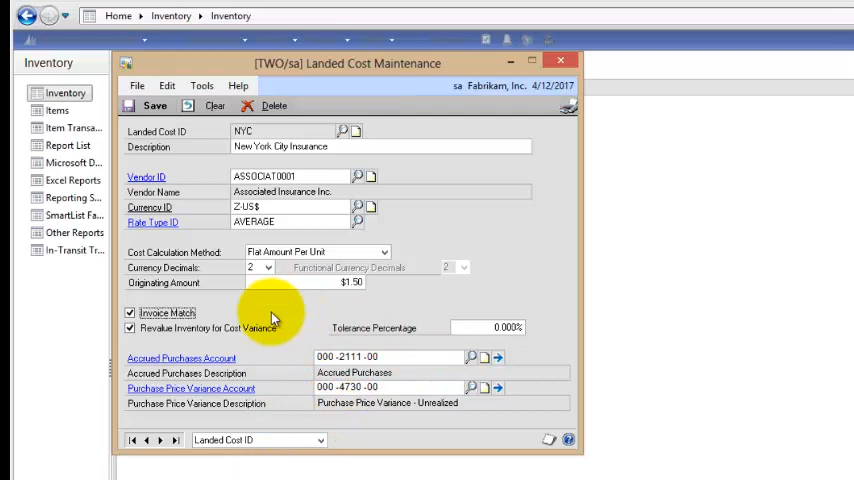 Home Inventory Inventory
[TWO/sa] Landed Cost Maintenance
Inventory
File Edit Tools Help sa Fabrikam, Inc. 4/12/2017
Inventory
Save Clear Delete
Items
Item Transa...
Report List
Microsoft D...
Excel Reports
Reporting S...
SmartList Fa...
Other Reports
In-Transit Tr...
Landed Cost ID NYC
Description New York City Insurance
Vendor ID ASSOCIAT0001
Vendor Name Associated Insurance Inc.
Currency ID Z-US$
Rate Type ID AVERAGE
Cost Calculation Method: Flat Amount Per Unit
Currency Decimals: 2 Functional Currency Decimals 2
Originating Amount $1.50
Invoice Match
Revalue Inventory for Cost Variance Tolerance Percentage 0.000%
Accrued Purchases Account 000 -2111 -00
Accrued Purchases Description Accrued Purchases
Purchase Price Variance Account 000 -4730 -00
Purchase Price Variance Description Purchase Price Variance - Unrealized
Landed Cost ID